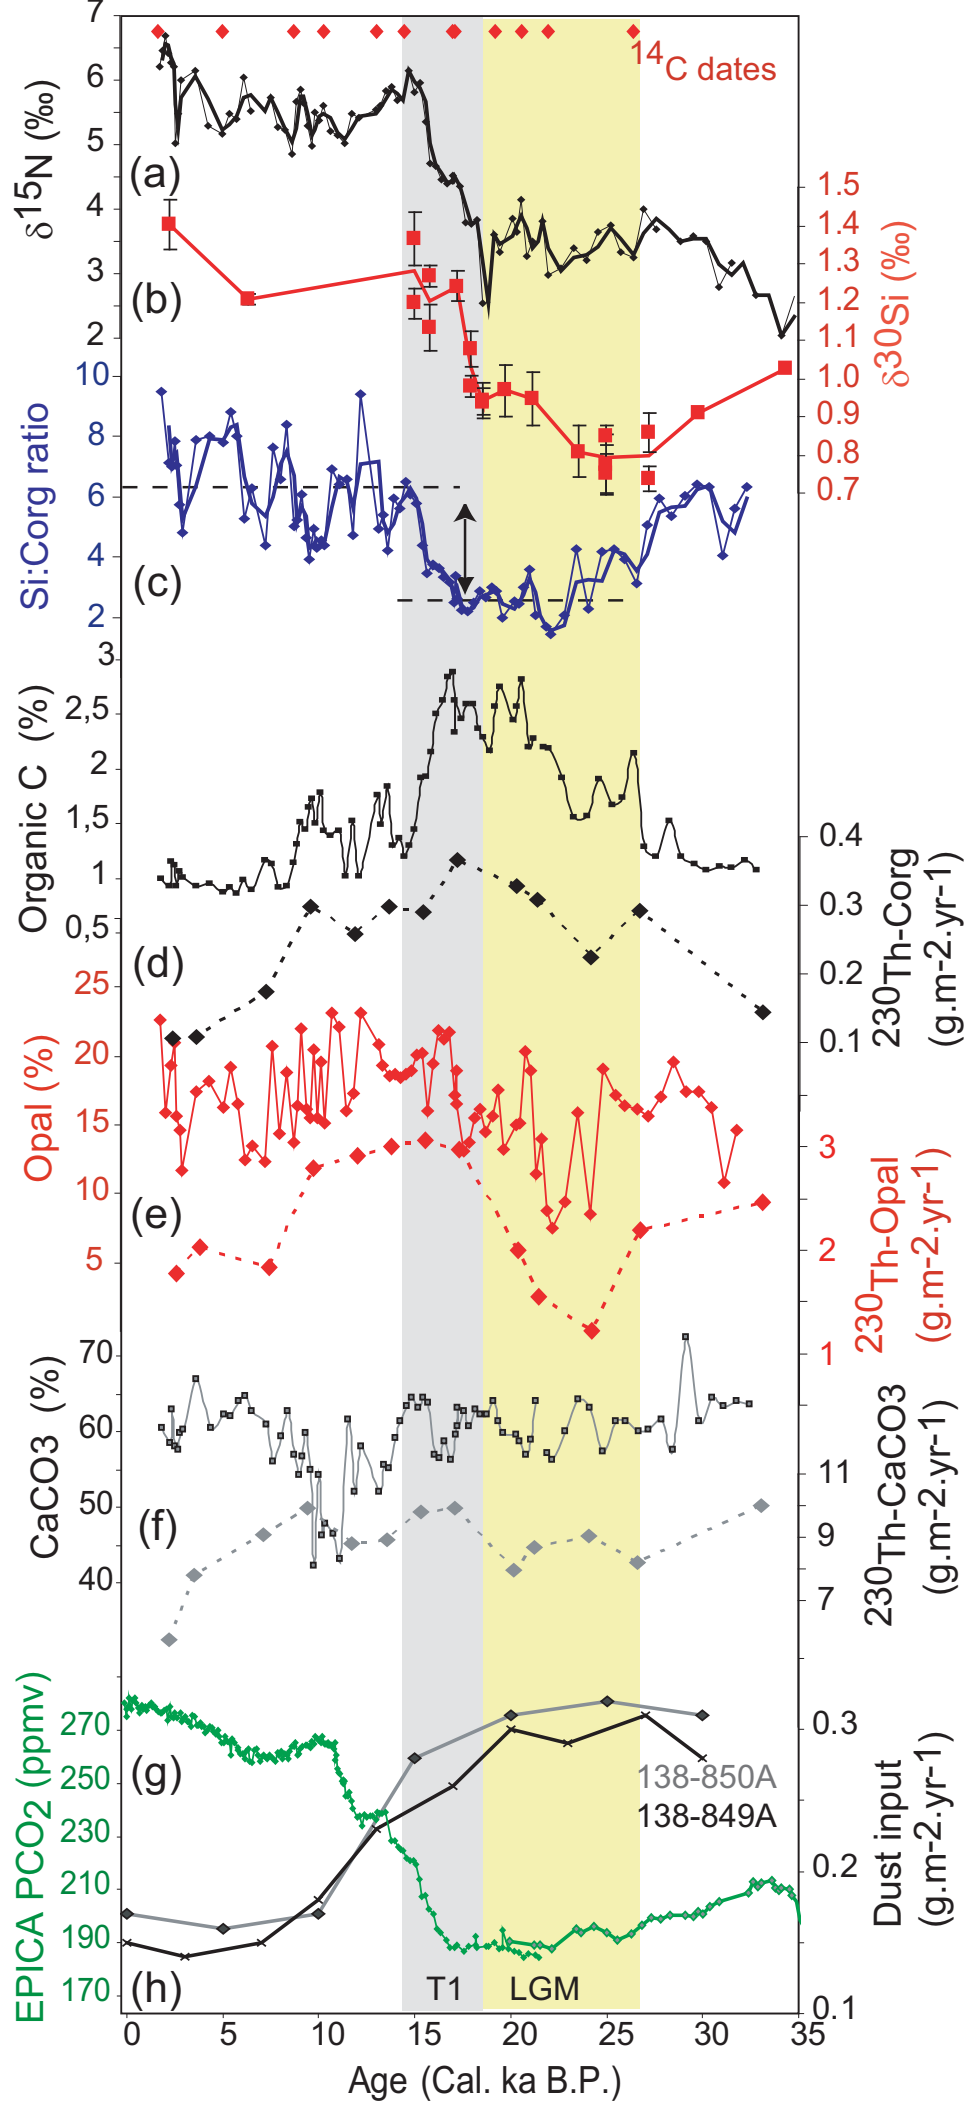 7
6
5
4
3
2
δ15N (‰)
14C dates
(a)
1.5
1.4
1.3
1.2
1.1
1.0
0.9
0.8
0.7
δ30Si (‰)
(b)
10
8
6
4
2
Si:Corg ratio
(c)
3
2,5
2
1,5
1
0,5
Organic C (%)
(d)
0.4
0.3
0.2
0.1
230Th-Corg
(g.m-2.yr-1)
25
20
15
10
5
Opal (%)
(e)
3
2
1
230Th-Opal
(g.m-2.yr-1)
70
60
50
40
CaCO3 (%)
(f)
11
9
7
230Th-CaCO3
(g.m-2.yr-1)
270
250
230
210
190
170
EPICA PCO2 (ppmv)
(g)
138-850A
138-849A
0.3
0.2
0.1
Dust input
(g.m-2.yr-1)
(h)
T1
LGM
0
5
10
15
20
25
30
35
Age (Cal. ka B.P.)